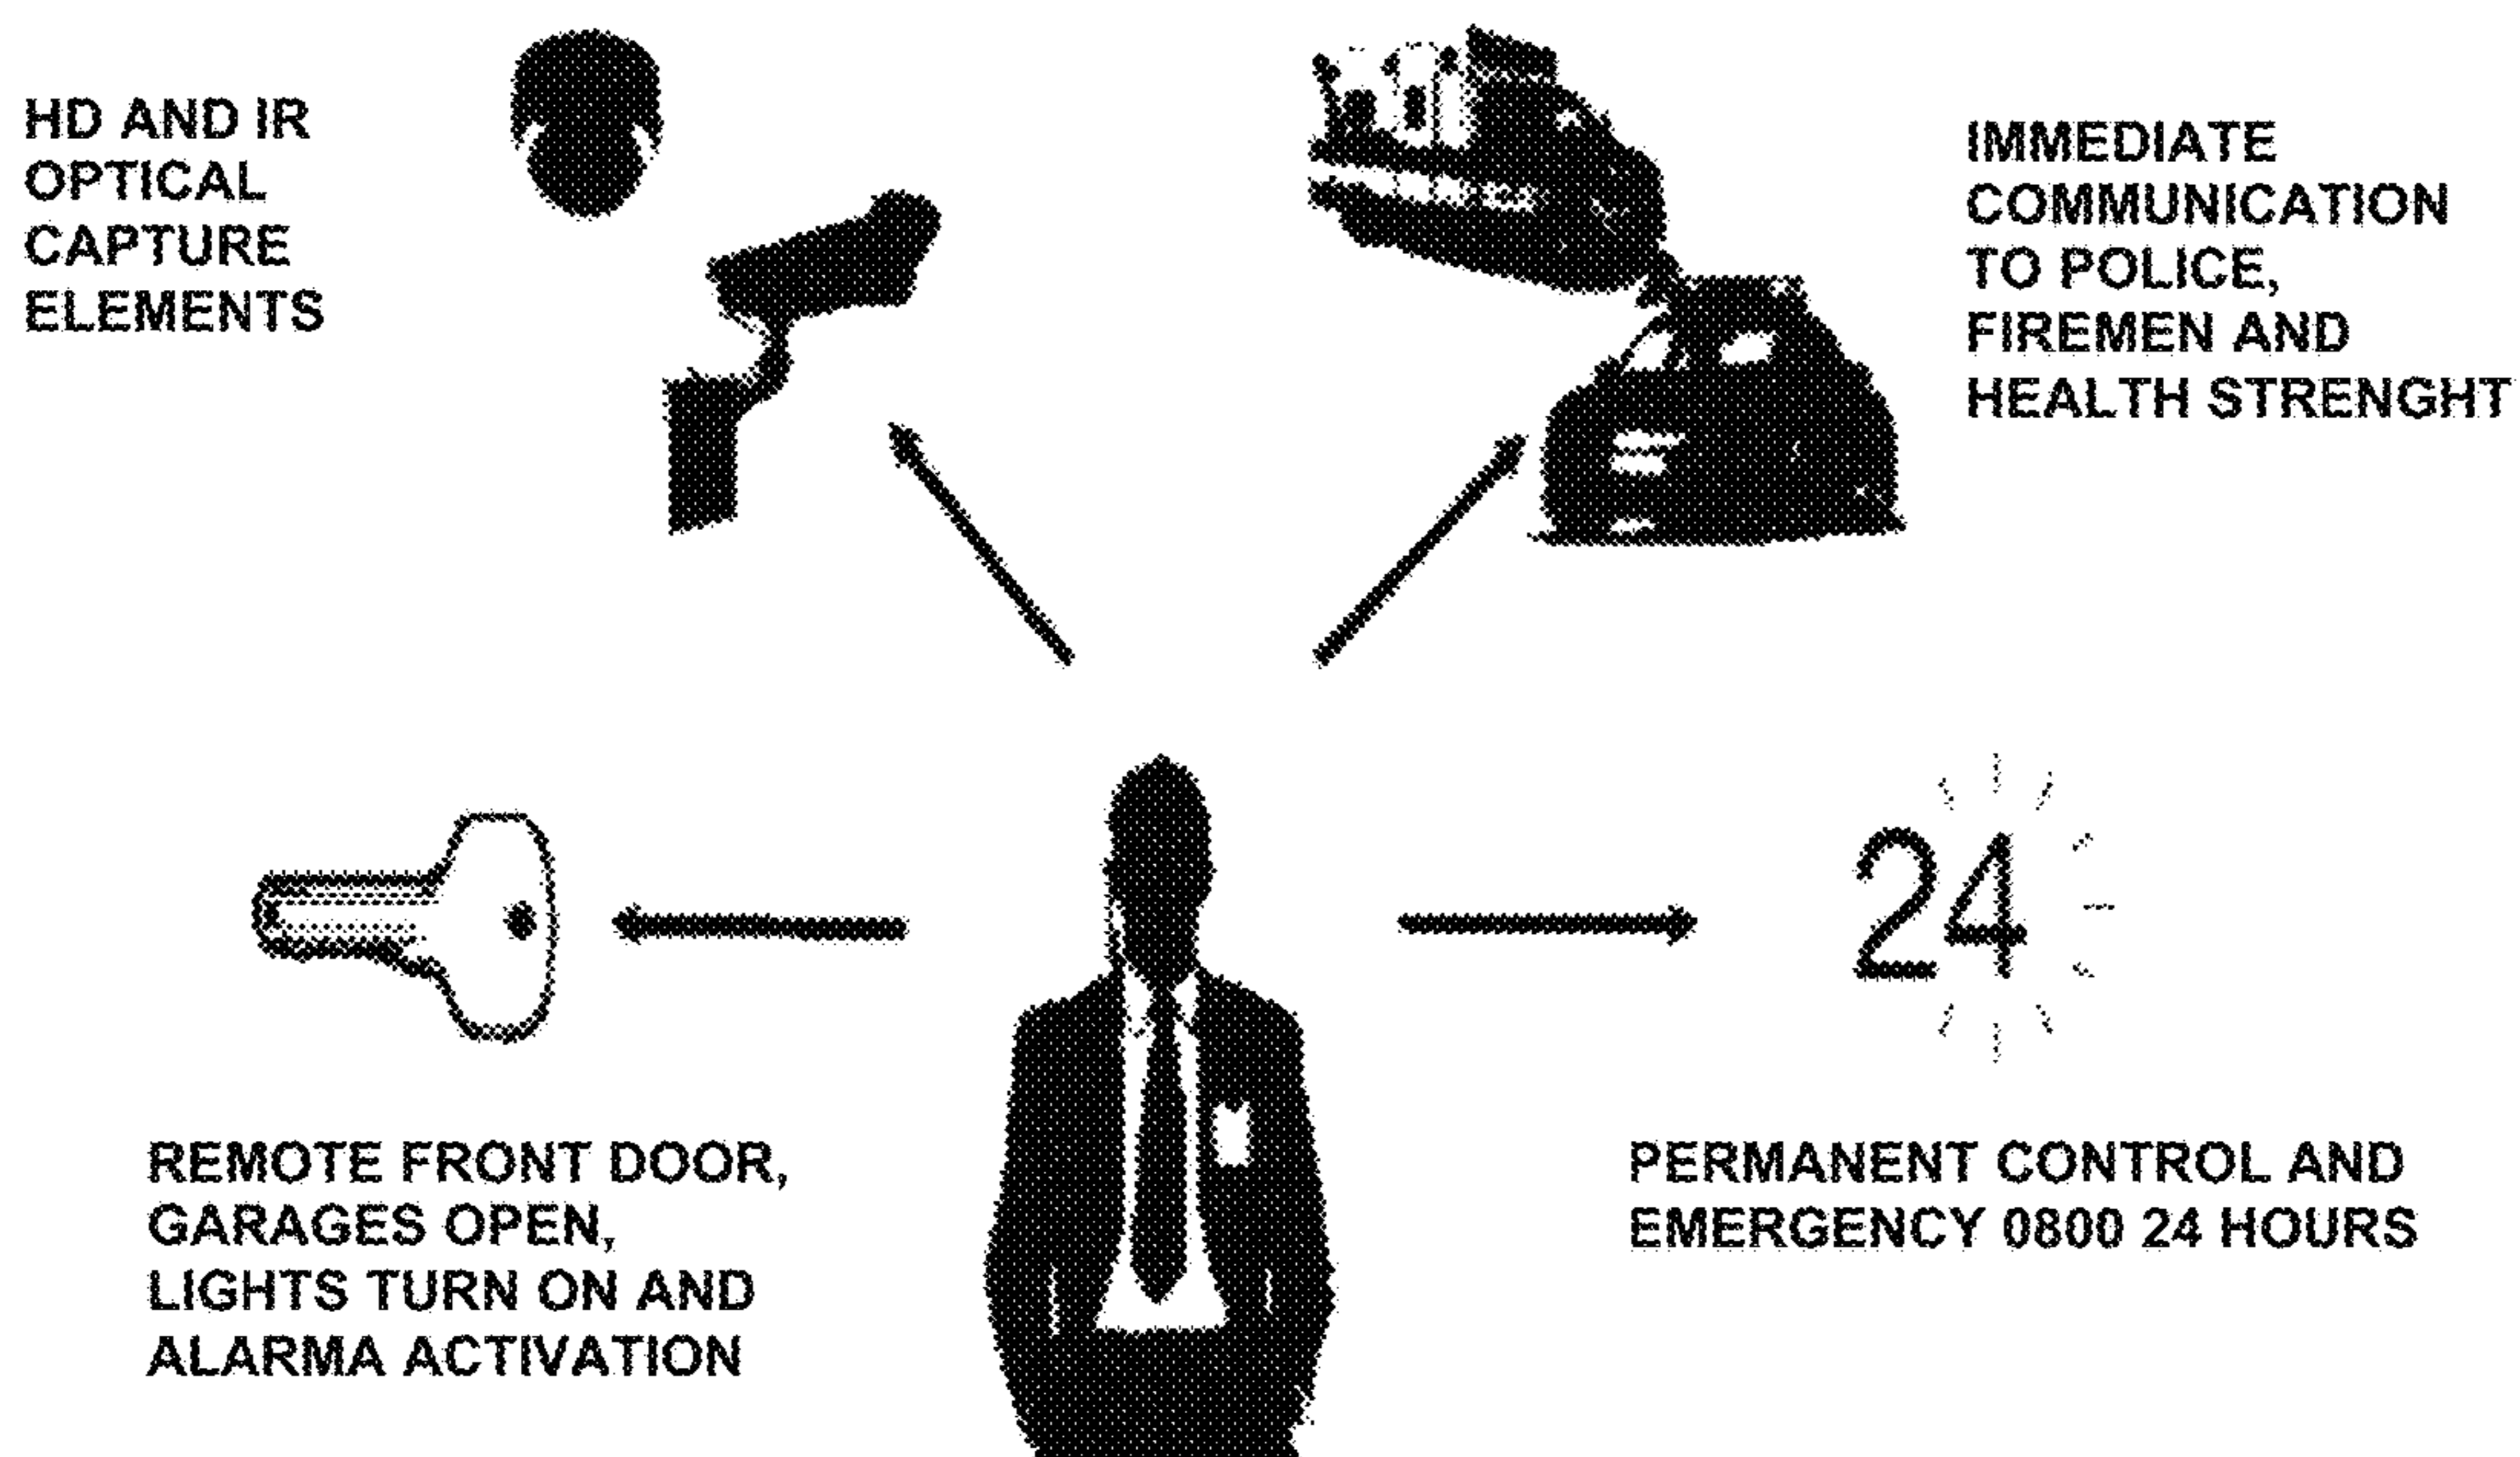 HD AND IR
OPTICAL
CAPTURE
ELEMENTS
IMMEDIATE
COMMUNICATION
TO POLICE,
FIREMEN AND
HEALTH STRENGHT
24
REMOTE FRONT DOOR,
GARAGES OPEN,
LIGHTS TURN ON AND
ALARMA ACTIVATION
PERMANENT CONTROL AND
EMERGENCY 0800 24 HOURS